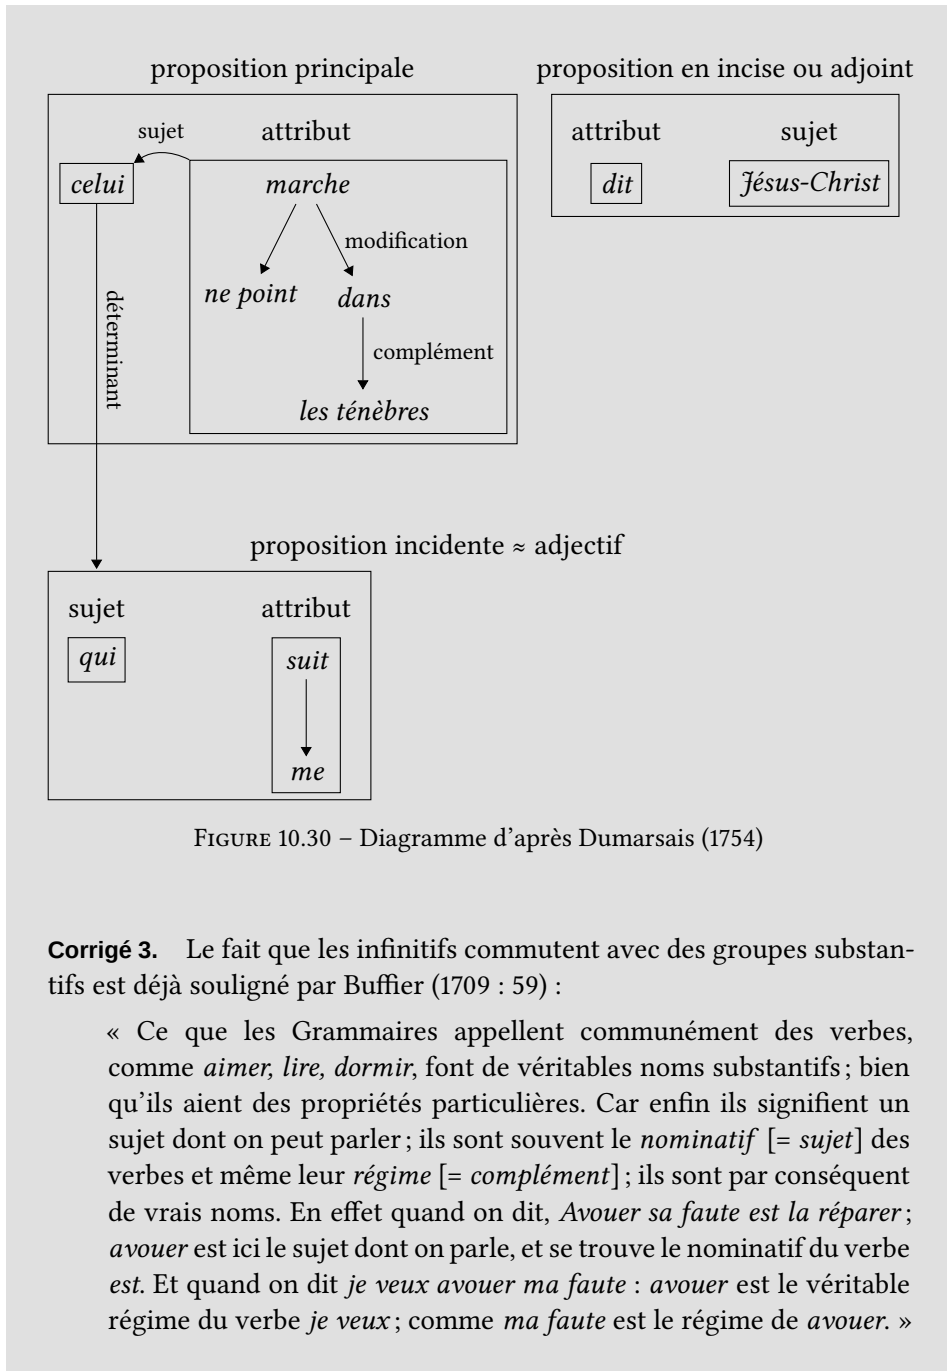 proposition principale
proposition en incise ou adjoint
sujet
attribut
attribut
sujet
celui
marche
dit
Jésus-Christ
modification
ne point
dans
déterminant
complément
les ténèbres
proposition incidente ≈ adjectif
sujet
attribut
qui
suit
me
FIGURE 10.30 – Diagramme d'après Dumarsais (1754)
Corrigé 3. Le fait que les infinitifs commutent avec des groupes substan-
tifs est déjà souligné par Buffier (1709 : 59) :
« Ce que les Grammaires appellent communément des verbes,
comme aimer, lire, dormir, font de véritables noms substantifs ; bien
qu'ils aient des propriétés particulières. Car enfin ils signifient un
sujet dont on peut parler ; ils sont souvent le nominatif [= sujet] des
verbes et même leur régime [= complément] ; ils sont par conséquent
de vrais noms. En effet quand on dit, Avouer sa faute est la réparer ;
avouer est ici le sujet dont on parle, et se trouve le nominatif du verbe
est. Et quand on dit je veux avouer ma faute : avouer est le véritable
régime du verbe je veux ; comme ma faute est le régime de avouer. »